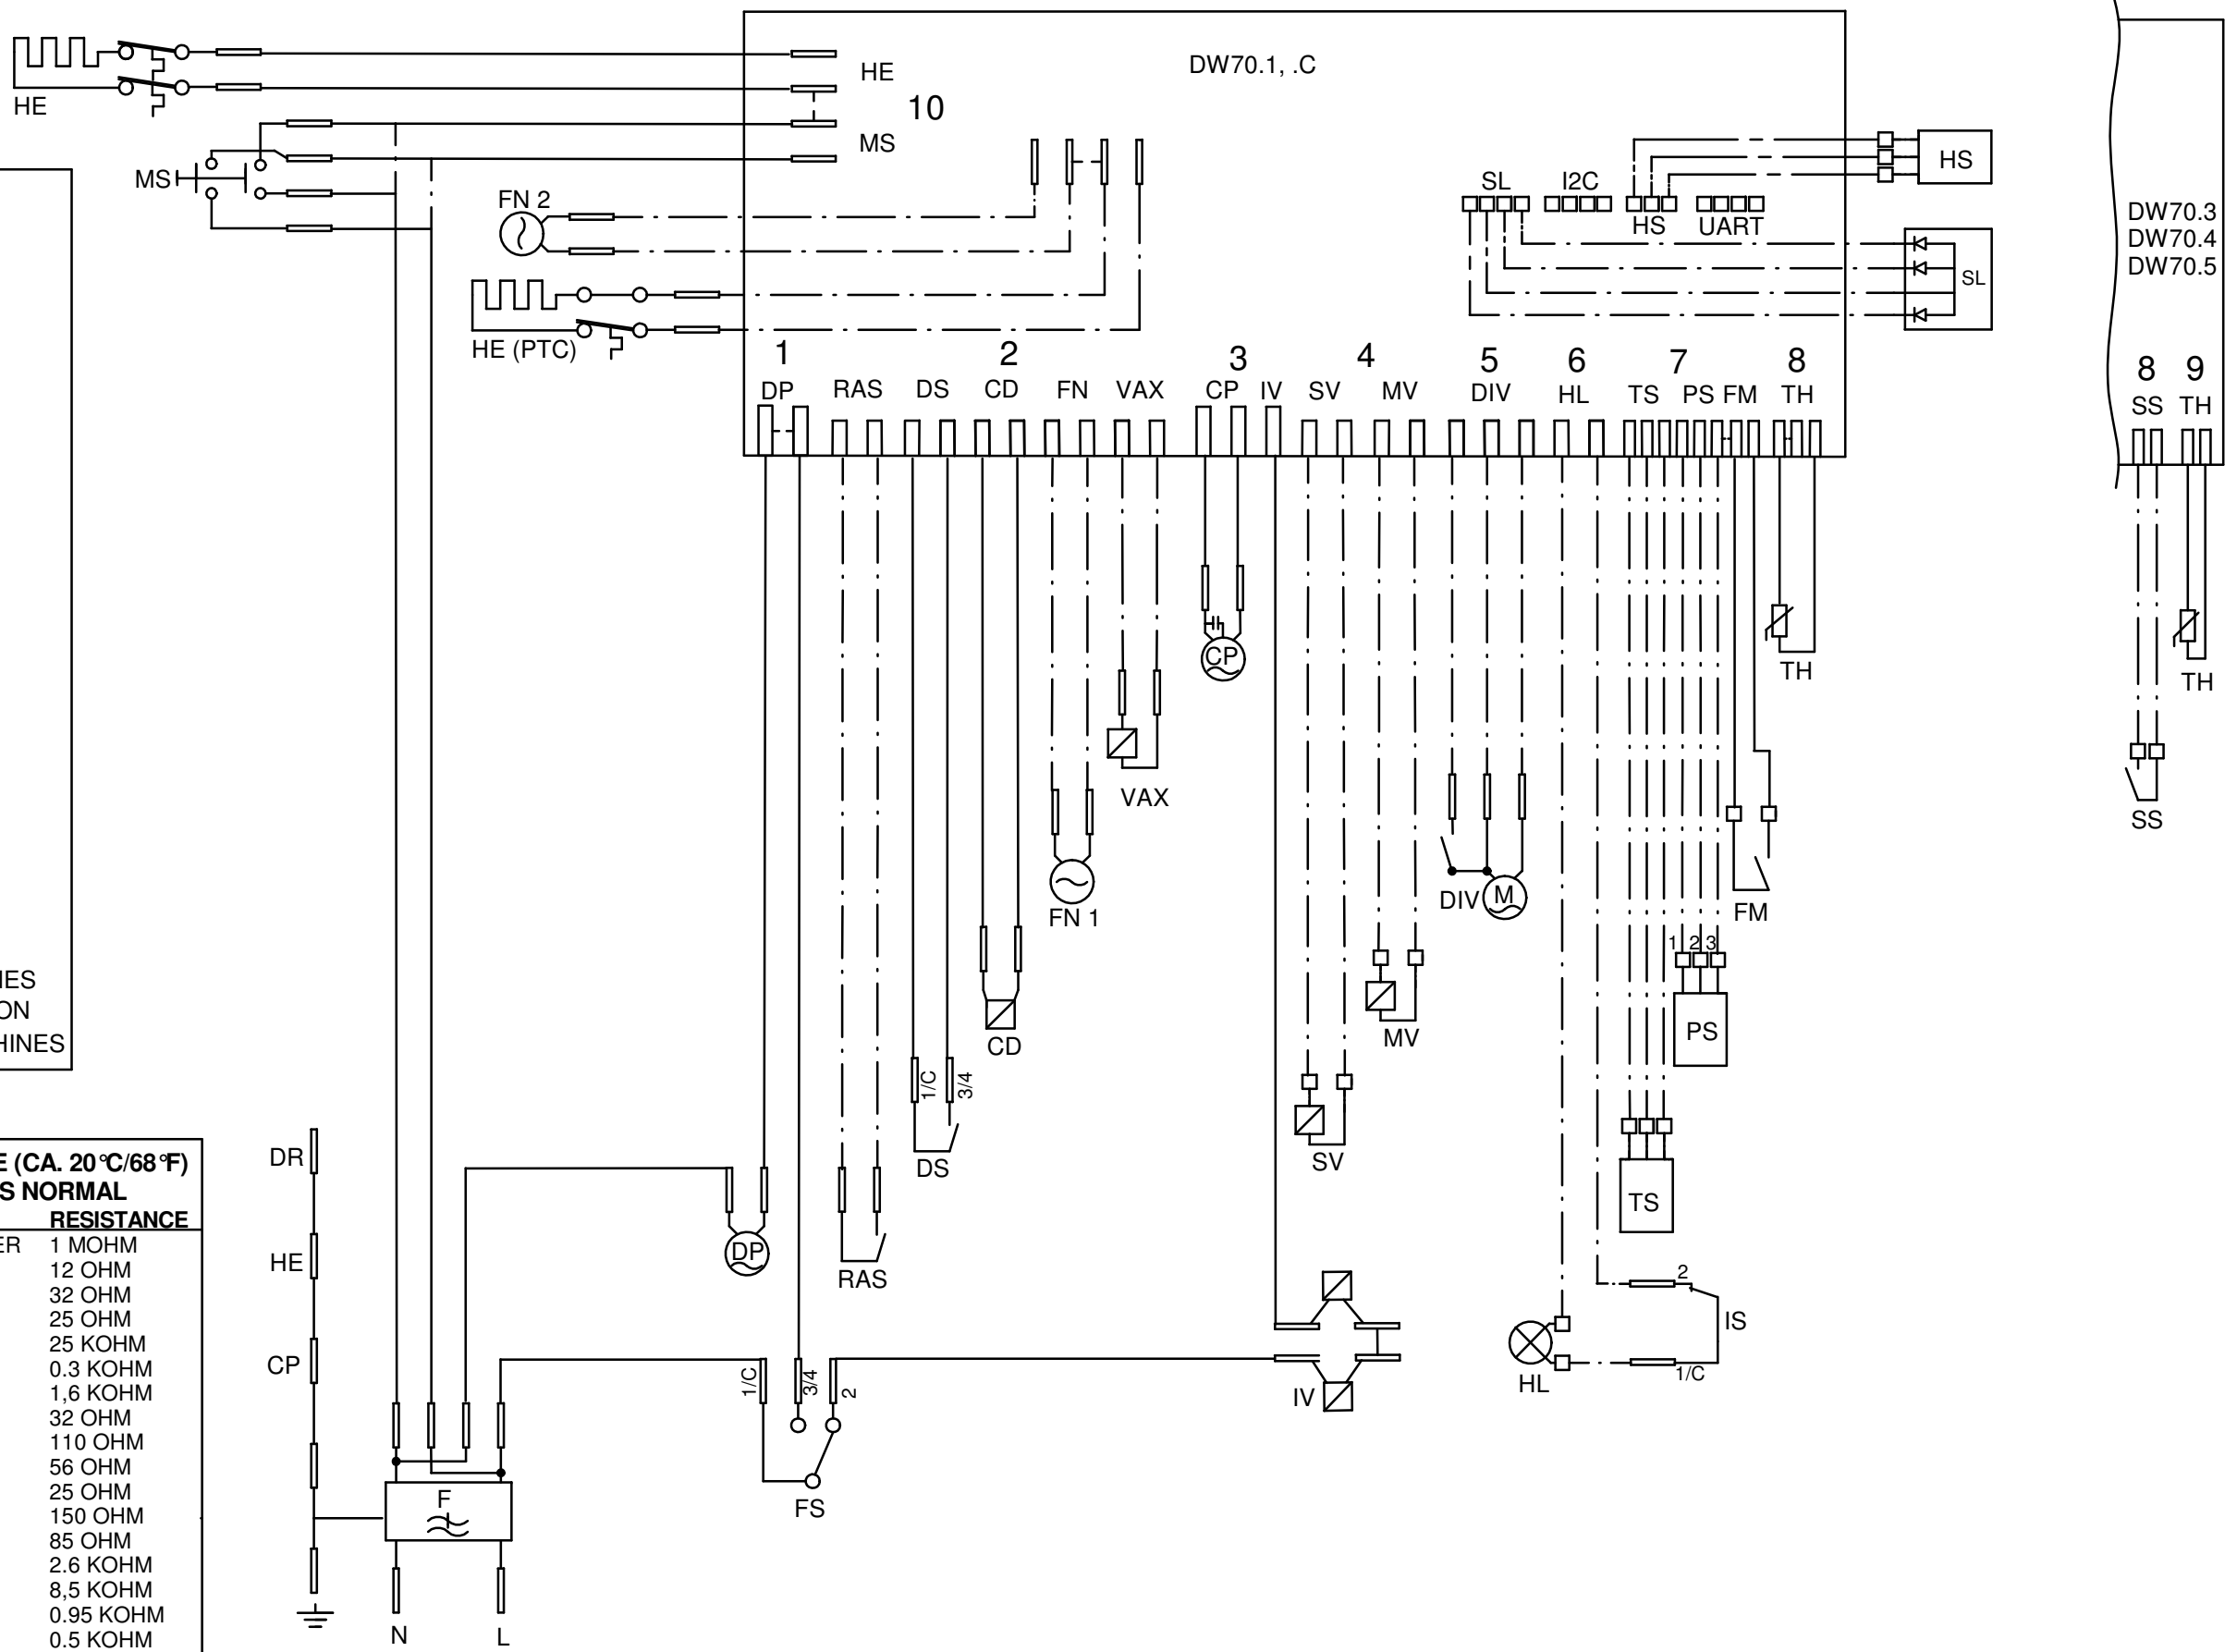 DW70.1, .C
HE
HE
10
MS
MS
FN 2
HE (PTC)
SL
I2C
HS
UART
HS
SL
DW70.3
DW70.4
DW70.5
1
2
3
4
5
6
7
8
DP
RAS
DS
CD
FN
VAX
CP
IV
SV
MV
DIV
HL
TS
PS
FM
TH
8
9
SS
TH
CP
TH
TH
VAX
SS
DIV
M
FM
FN 1
1
2
3
PS
MV
CD
1/C
3/4
DS
SV
TS
DP
RAS
2
IS
1/C
HL
IV
1/C
3/4
2
FS
DR
HE
CP
F
N
L
ON
HINES
(CA. 20°C/68°F)
NORMAL
RESISTANCE
1 MOHM
12 OHM
32 OHM
25 OHM
25 KOHM
0.3 KOHM
1,6 KOHM
32 OHM
110 OHM
56 OHM
25 OHM
150 OHM
85 OHM
2.6 KOHM
8,5 KOHM
0.95 KOHM
0.5 KOHM